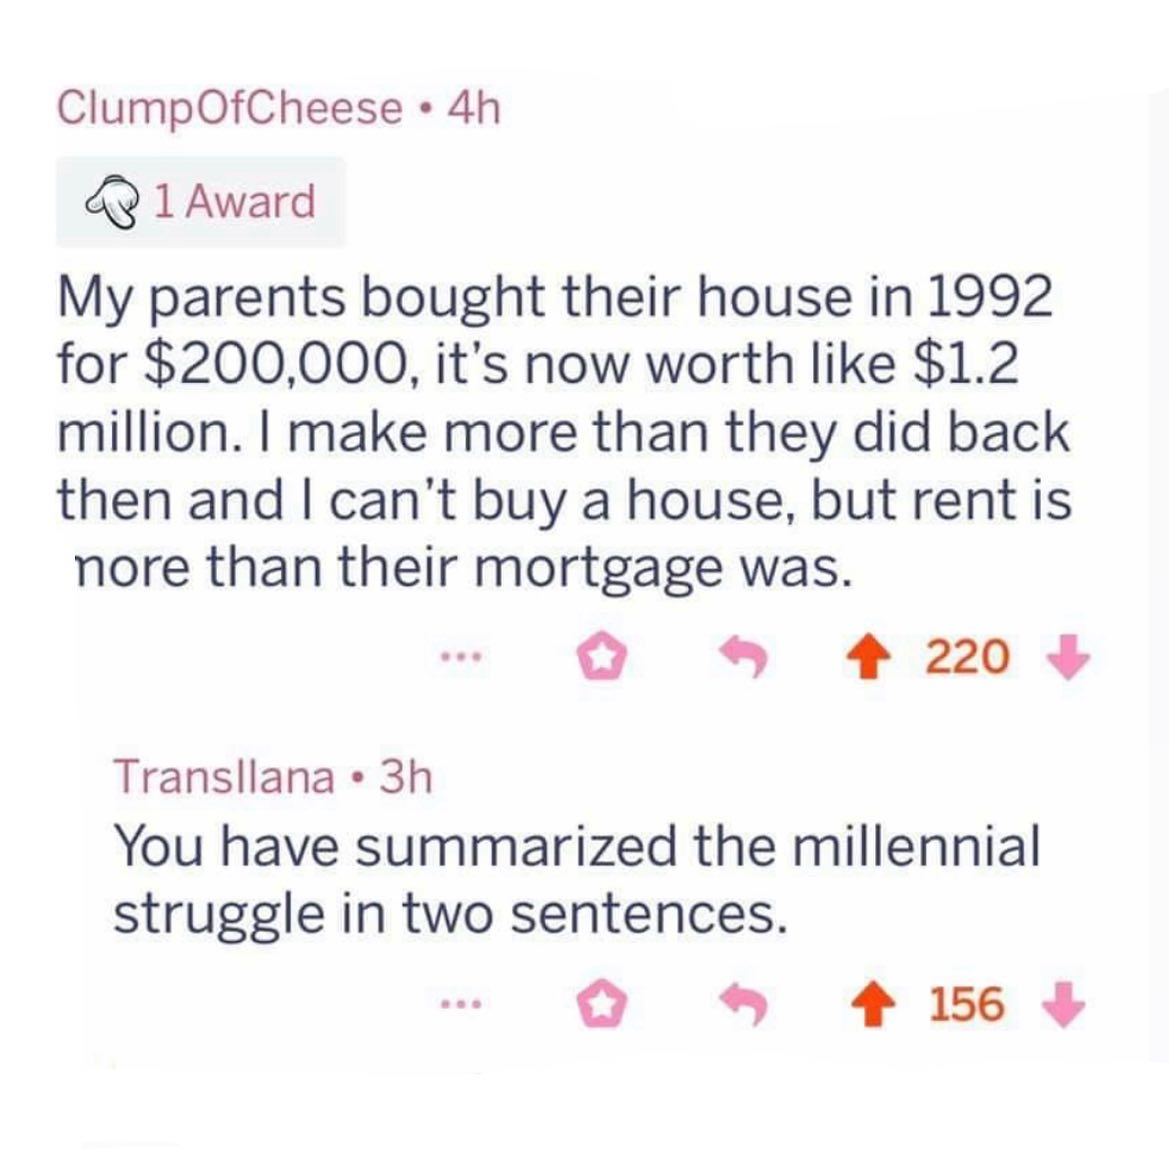 ClumpOfCheese • 4h
1 Award
My parents bought their house in 1992
for $200,000, it's now worth like $1.2
million. I make more than they did back
then and I can't buy a house, but rent is
nore than their mortgage was.
... 220
Transllana • 3h
You have summarized the millennial
struggle in two sentences.
... 156